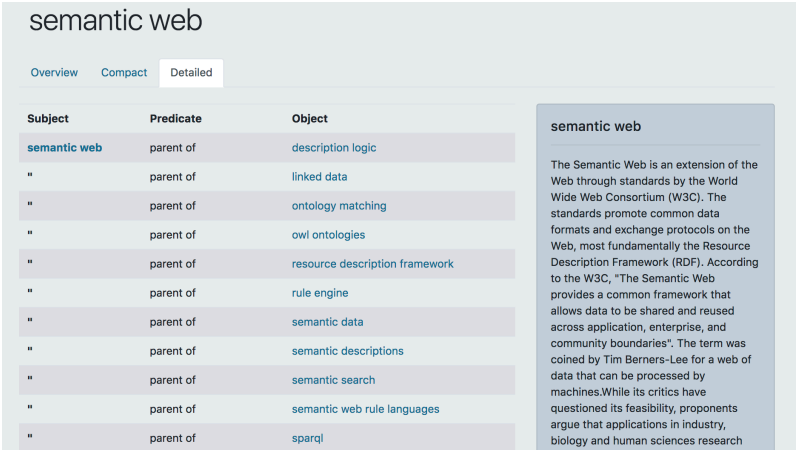 semantic web
Overview Compact Detailed
Subject Predicate Object
semantic web parent of description logic
" parent of linked data
" parent of ontology matching
" parent of owl ontologies
" parent of resource description framework
" parent of rule engine
" parent of semantic data
" parent of semantic descriptions
" parent of semantic search
" parent of semantic web rule languages
" parent of sparql
semantic web
The Semantic Web is an extension of the
Web through standards by the World
Wide Web Consortium (W3C). The
standards promote common data
formats and exchange protocols on the
Web, most fundamentally the Resource
Description Framework (RDF). According
to the W3C, "The Semantic Web
provides a common framework that
allows data to be shared and reused
across application, enterprise, and
community boundaries". The term was
coined by Tim Berners-Lee for a web of
data that can be processed by
machines.While its critics have
questioned its feasibility, proponents
argue that applications in industry,
biology and human sciences research